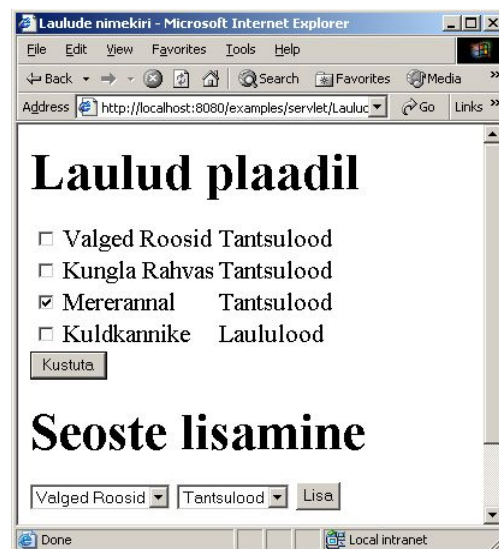 Laulude nimekiri - Microsoft Internet Explorer
File Edit View Favorites Tools Help
Back Search Favorites Media »
Address http://localhost:8080/examples/servlet/Lauluc Go Links »
Laulud plaadil
Valged Roosid Tantsulood
Kungla Rahvas Tantsulood
Mererannal Tantsulood
Kuldkannike Laululood
Kustuta
Seoste lisamine
Valged Roosid Tantsulood Lisa
Done Local intranet